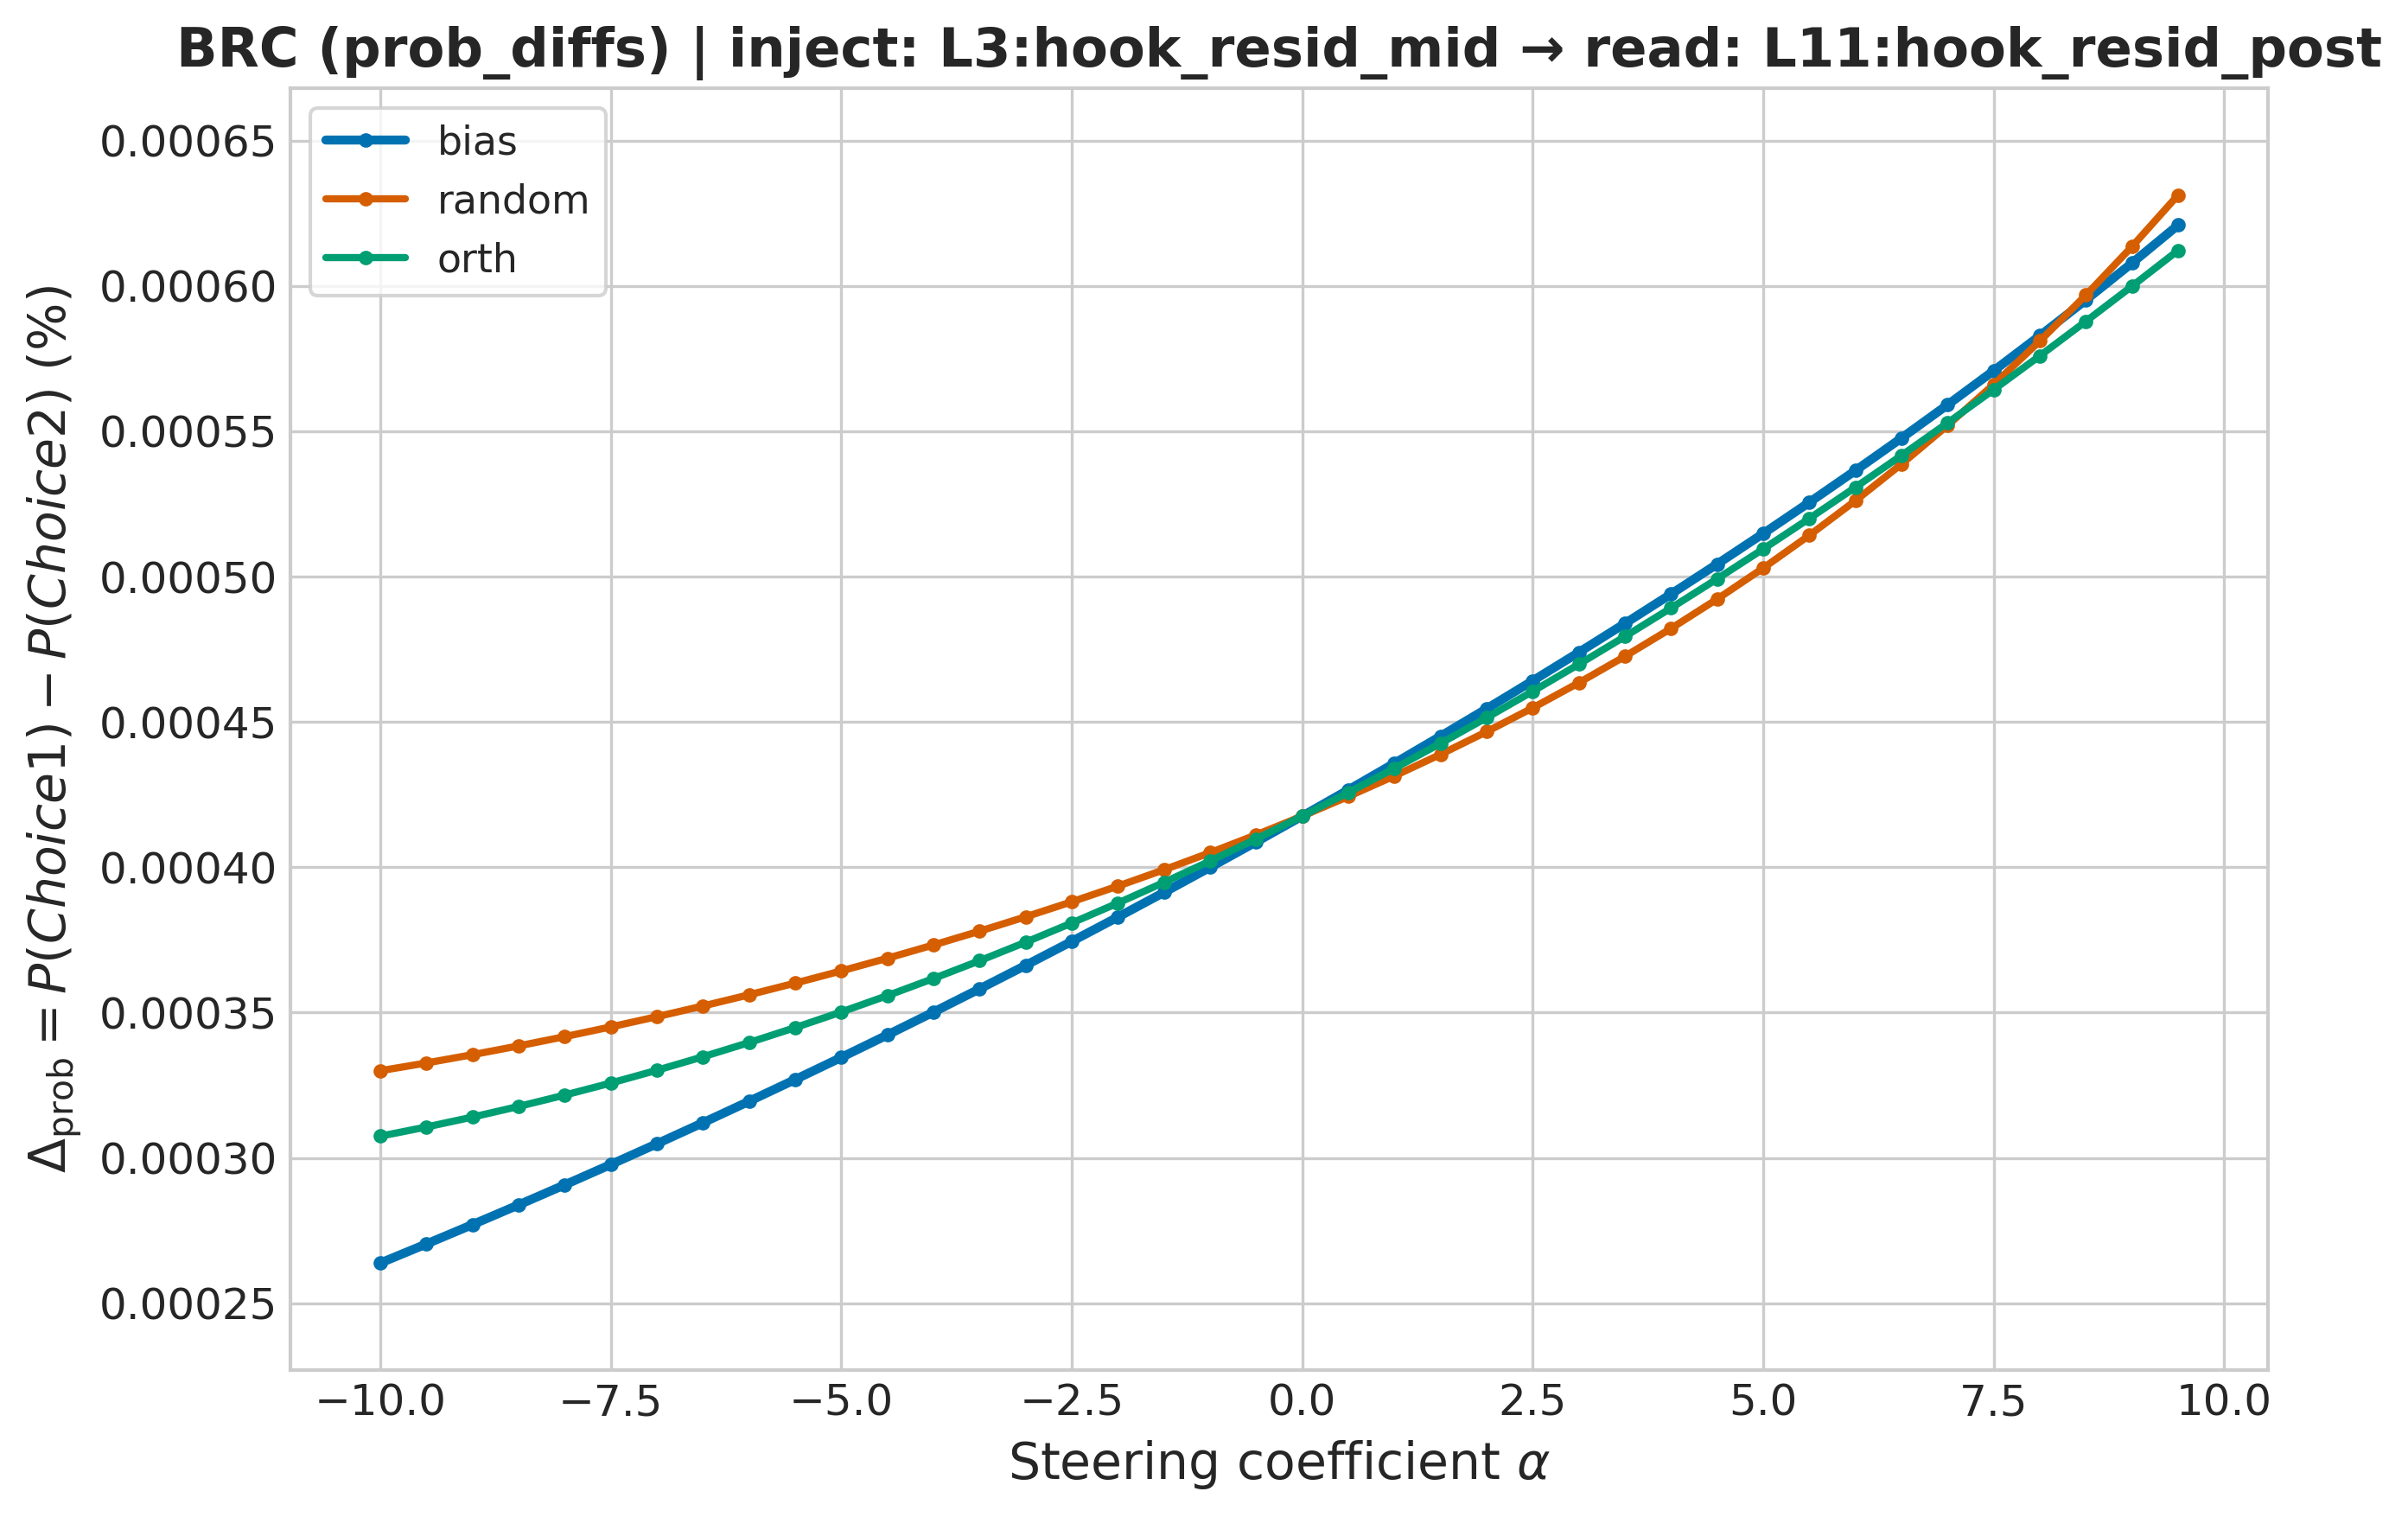 BRC (prob_diffs) | inject: L3:hook_resid_mid → read: L11:hook_resid_post
bias
random
orth
Δprob = P(Choice1) − P(Choice2) (%)
0.00065
0.00060
0.00055
0.00050
0.00045
0.00040
0.00035
0.00030
0.00025
−10.0 −7.5 −5.0 −2.5 0.0 2.5 5.0 7.5 10.0
Steering coefficient α